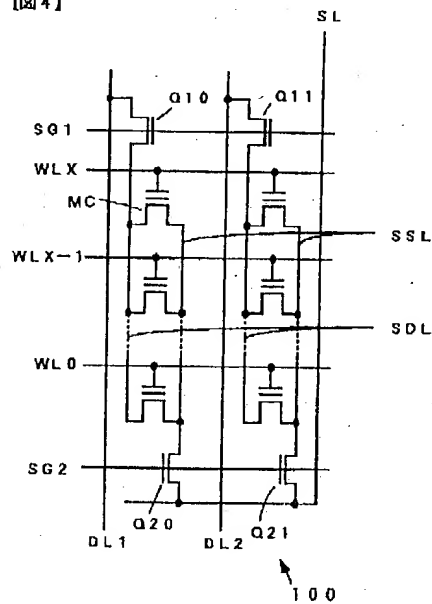 【図4】
SL
Q10
Q11
SG1
WLX
MC
SSL
WLX-1
SDL
WL0
SG2
Q20
Q21
DL1
DL2
100